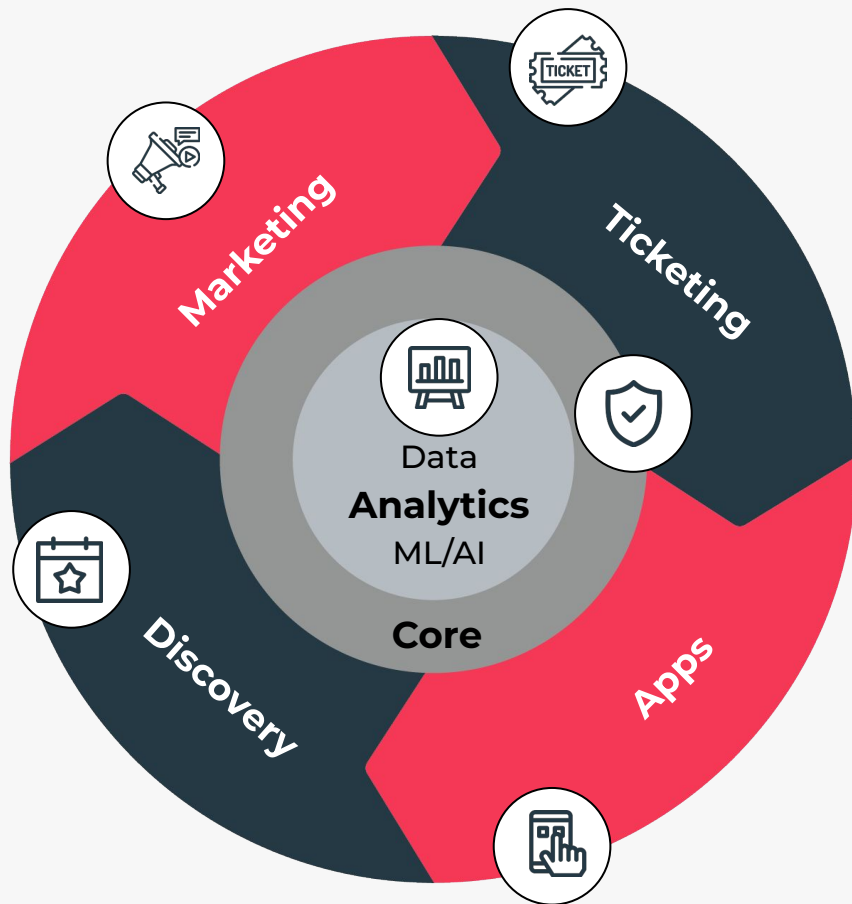 TICKET
Marketing
Ticketing
Data
Analytics
ML/AI
Core
Discovery
Apps